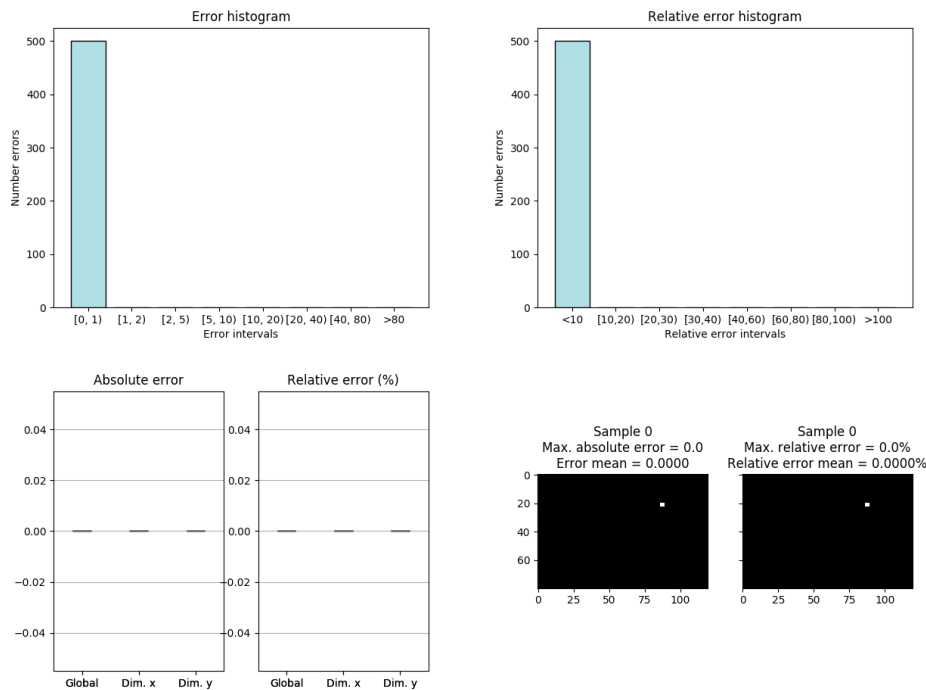 Error histogram
Number errors
500
400
300
200
100
0
[0, 1) [1, 2) [2, 5) [5, 10) [10, 20) [20, 40) [40, 80) >80
Error intervals
Relative error histogram
Number errors
500
400
300
200
100
0
<10 [10,20) [20,30) [30,40) [40,60) [60,80) [80,100) >100
Relative error intervals
Absolute error
0.04
0.02
0.00
−0.02
−0.04
Global Dim. x Dim. y
Relative error (%)
0.04
0.02
0.00
−0.02
−0.04
Global Dim. x Dim. y
Sample 0
Max. absolute error = 0.0
Error mean = 0.0000
0
20
40
60
0 25 50 75 100
Sample 0
Max. relative error = 0.0%
Relative error mean = 0.0000%
0 25 50 75 100